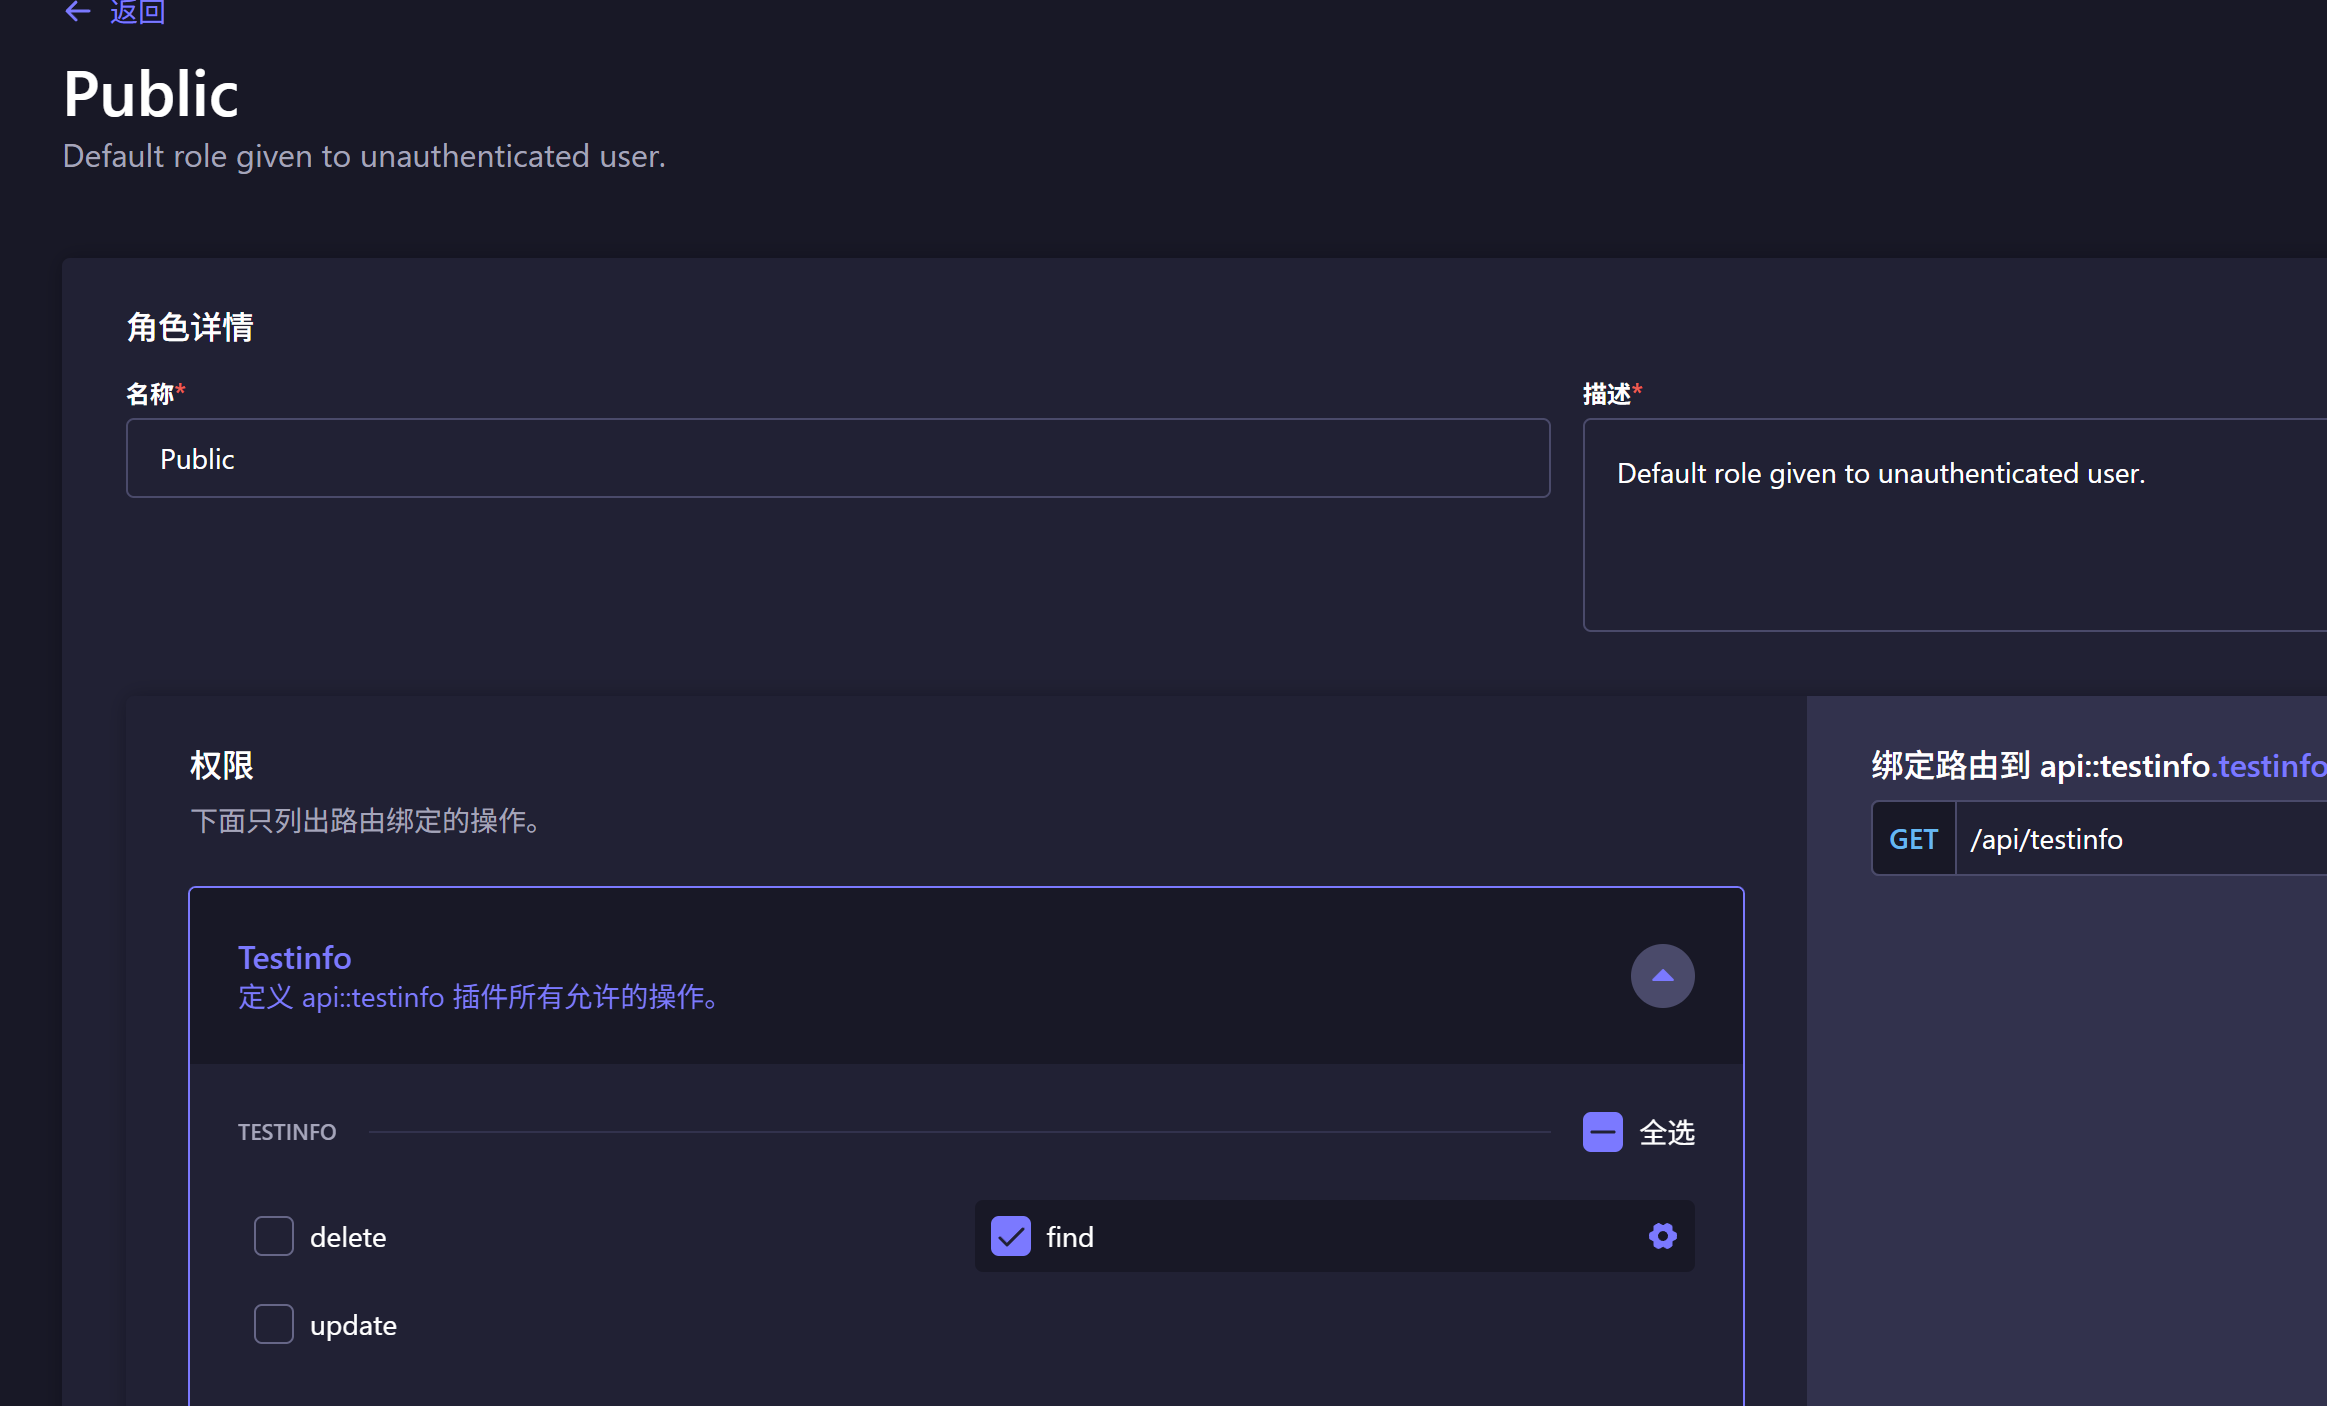 返回
Public
Default role given to unauthenticated user.
角色详情
名称*
描述*
Public
Default role given to unauthenticated user.
权限
下面只列出路由绑定的操作。
绑定路由到 api::testinfo.testinfo
GET /api/testinfo
Testinfo
定义 api::testinfo 插件所有允许的操作。
TESTINFO
全选
delete
find
update